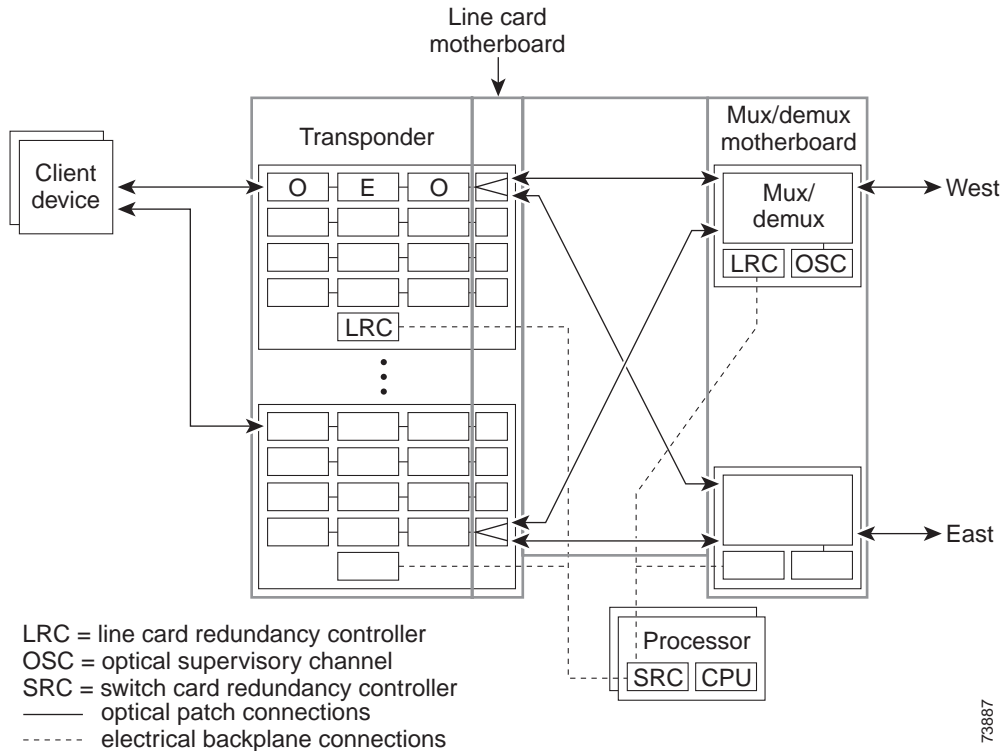 Line card
motherboard
Transponder
Mux/demux
motherboard
Client
device
O E O
Mux/
demux
West
LRC OSC
LRC
East
Processor
SRC CPU
LRC = line card redundancy controller
OSC = optical supervisory channel
SRC = switch card redundancy controller
optical patch connections
electrical backplane connections
73887